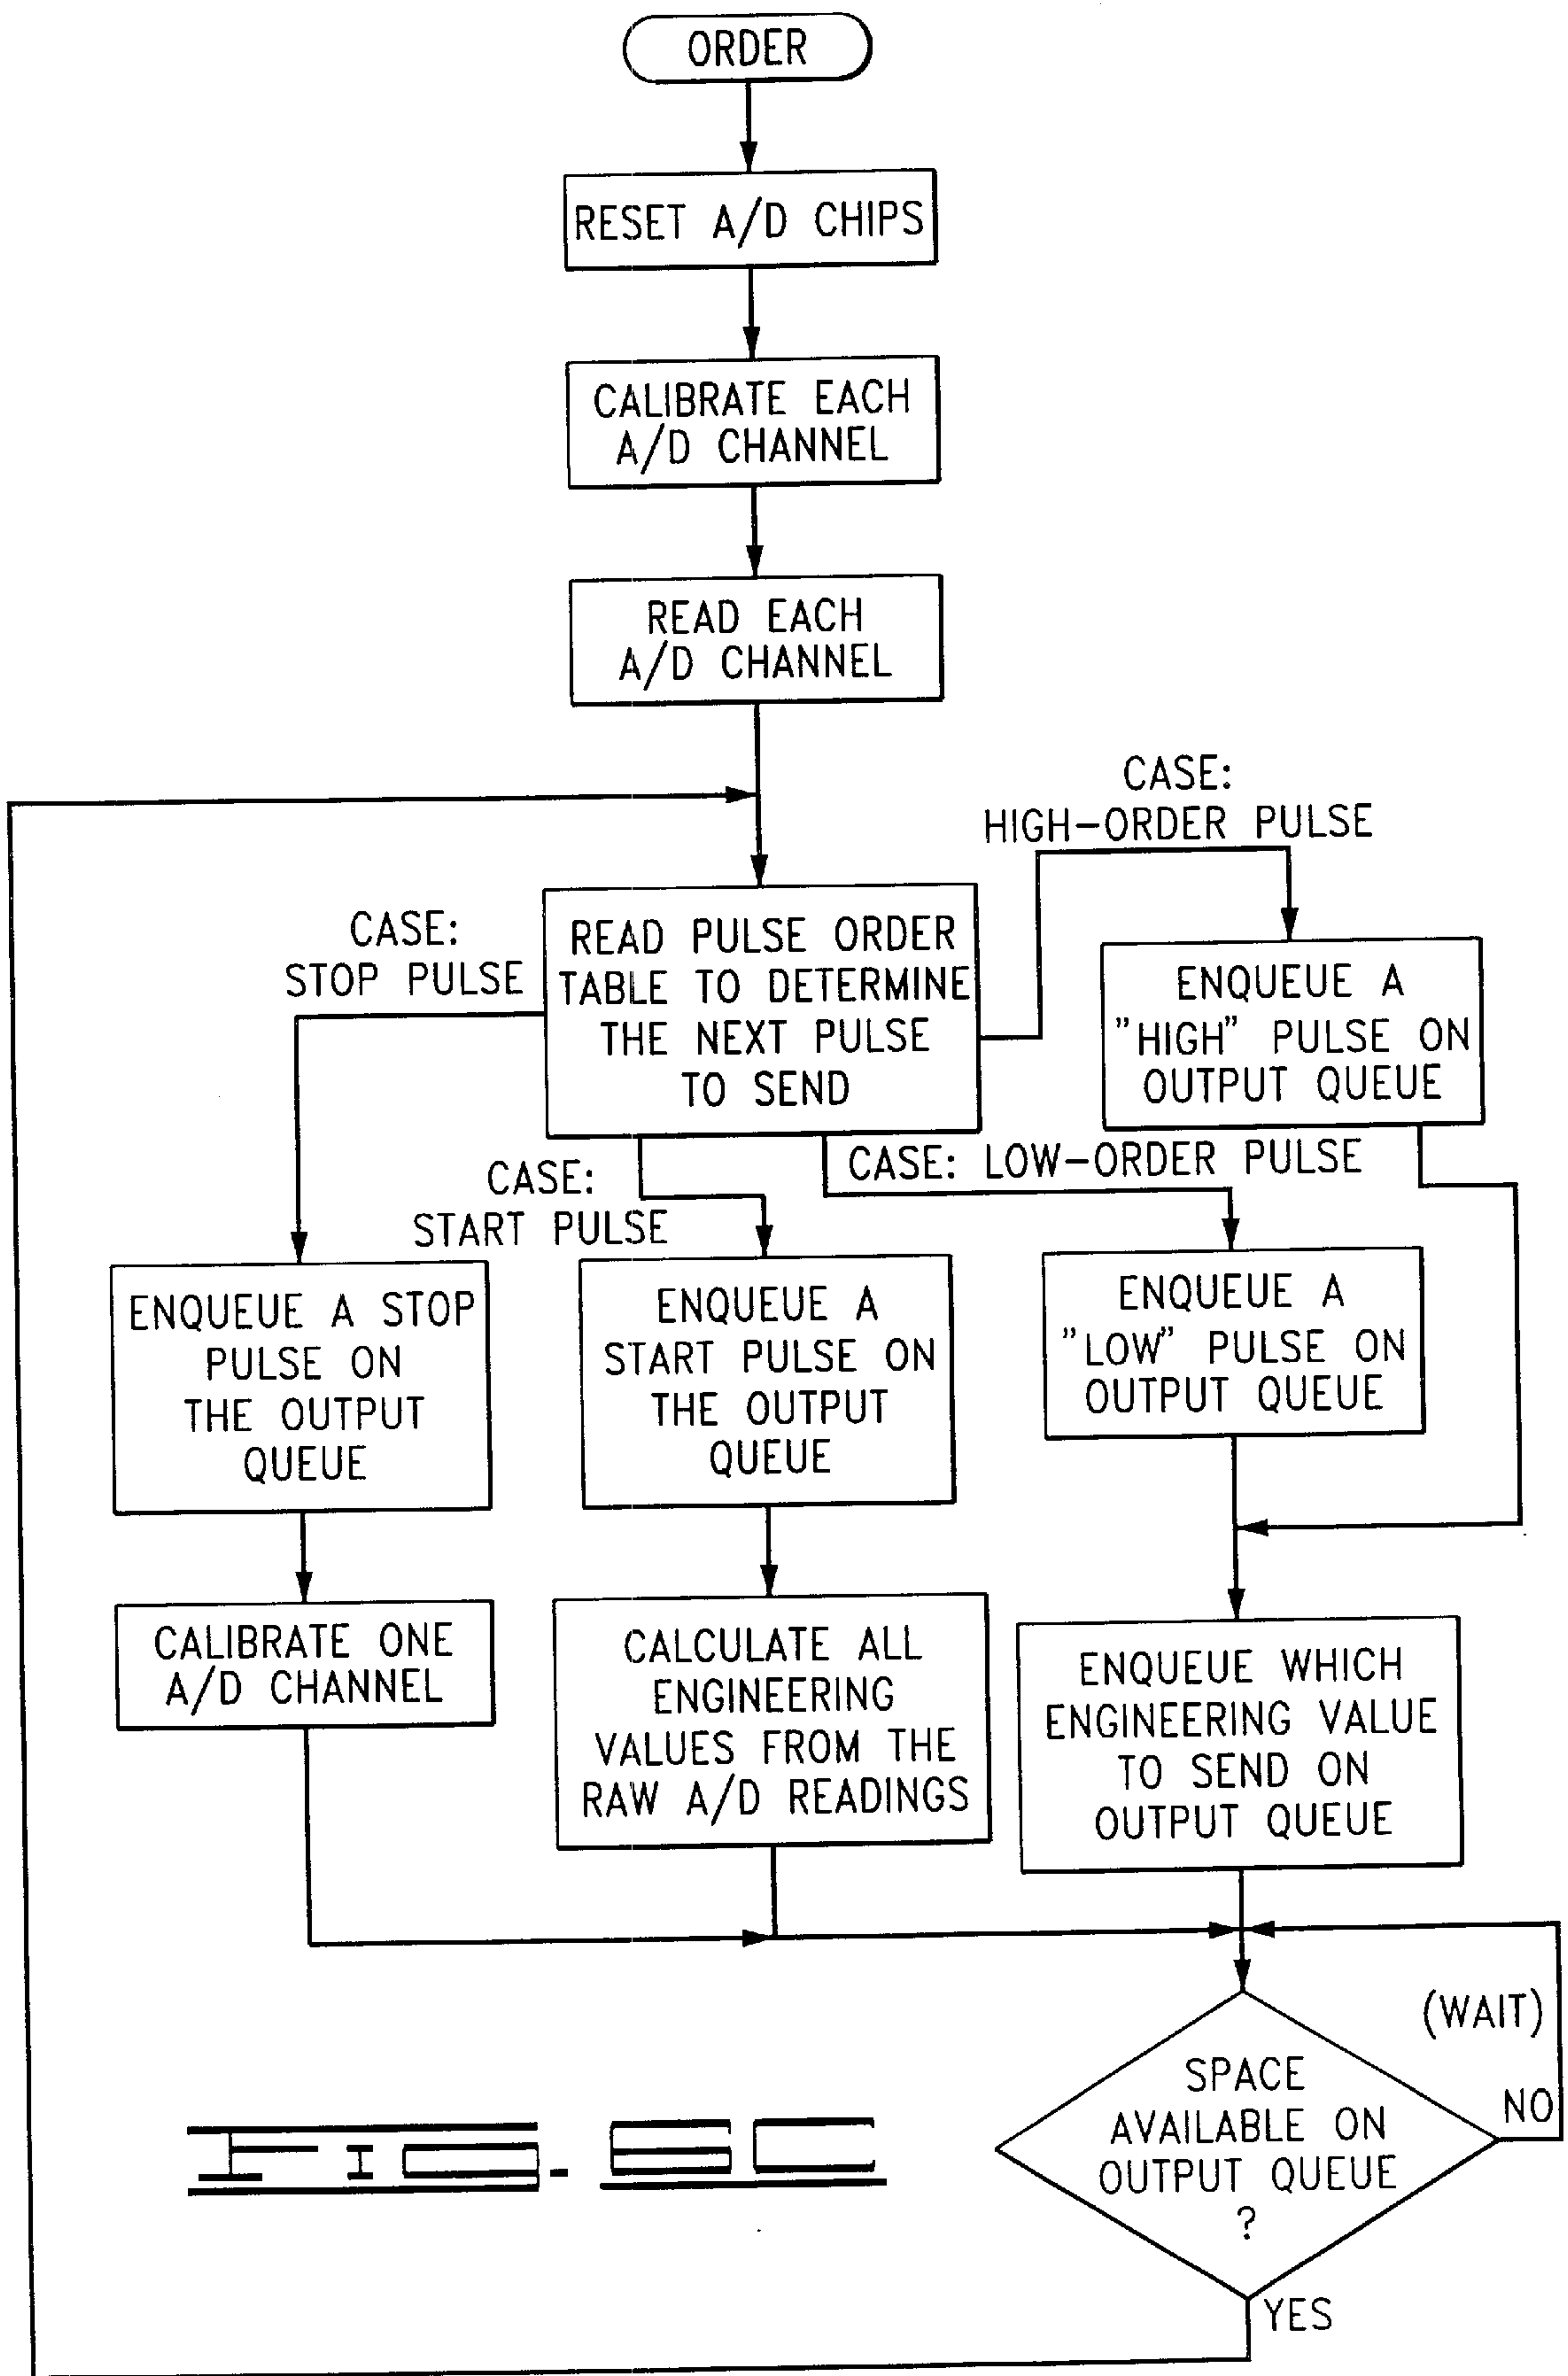 ORDER
RESET A/D CHIPS
CALIBRATE EACH
A/D CHANNEL
READ EACH
A/D CHANNEL
CASE:
HIGH-ORDER PULSE
CASE:
STOP PULSE
READ PULSE ORDER
TABLE TO DETERMINE
THE NEXT PULSE
TO SEND
ENQUEUE A
"HIGH" PULSE ON
OUTPUT QUEUE
CASE:
START PULSE
CASE: LOW-ORDER PULSE
ENQUEUE A STOP
PULSE ON
THE OUTPUT
QUEUE
ENQUEUE A
START PULSE ON
THE OUTPUT
QUEUE
ENQUEUE A
"LOW" PULSE ON
OUTPUT QUEUE
CALIBRATE ONE
A/D CHANNEL
CALCULATE ALL
ENGINEERING
VALUES FROM THE
RAW A/D READINGS
ENQUEUE WHICH
ENGINEERING VALUE
TO SEND ON
OUTPUT QUEUE
(WAIT)
SPACE
AVAILABLE ON
OUTPUT QUEUE
?
NO
YES